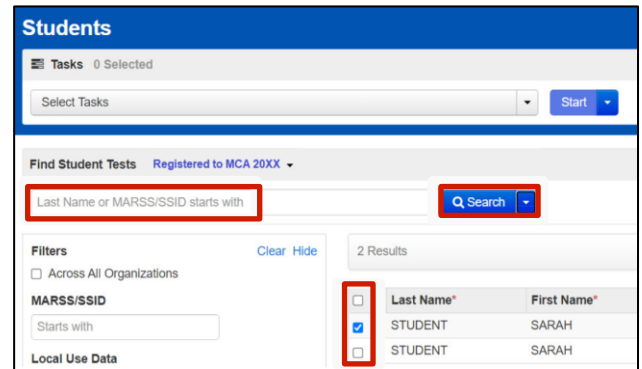 Students
Tasks 0 Selected
Select Tasks
Start
Find Student Tests Registered to MCA 20XX
Last Name or MARSS/SSID starts with
Search
Filters Clear Hide
2 Results
Across All Organizations
MARSS/SSID
Last Name* First Name*
Starts with
STUDENT SARAH
STUDENT SARAH
Local Use Data